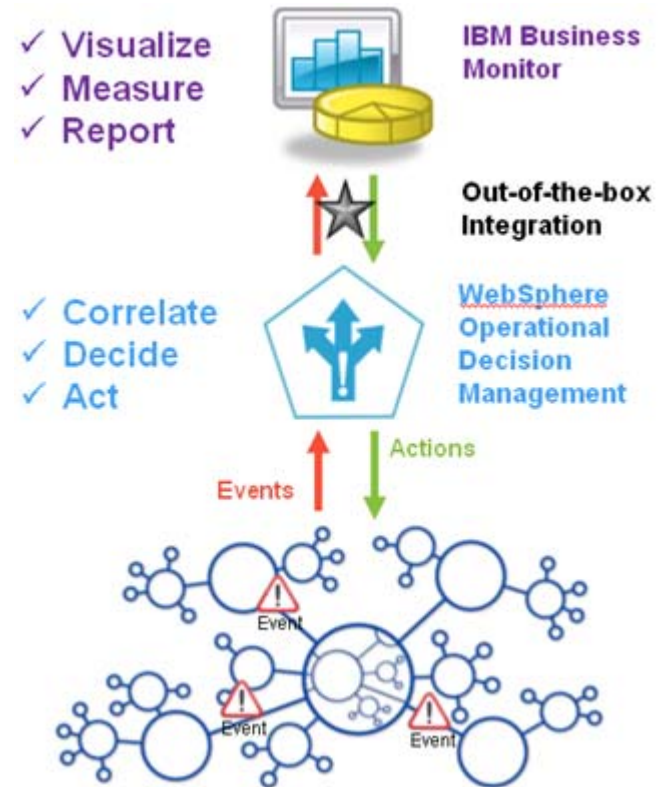 ✓ Visualize
✓ Measure
✓ Report
IBM Business
Monitor
Out-of-the-box
Integration
✓ Correlate
✓ Decide
✓ Act
WebSphere
Operational
Decision
Management
Events
Actions
Event
Event
Event